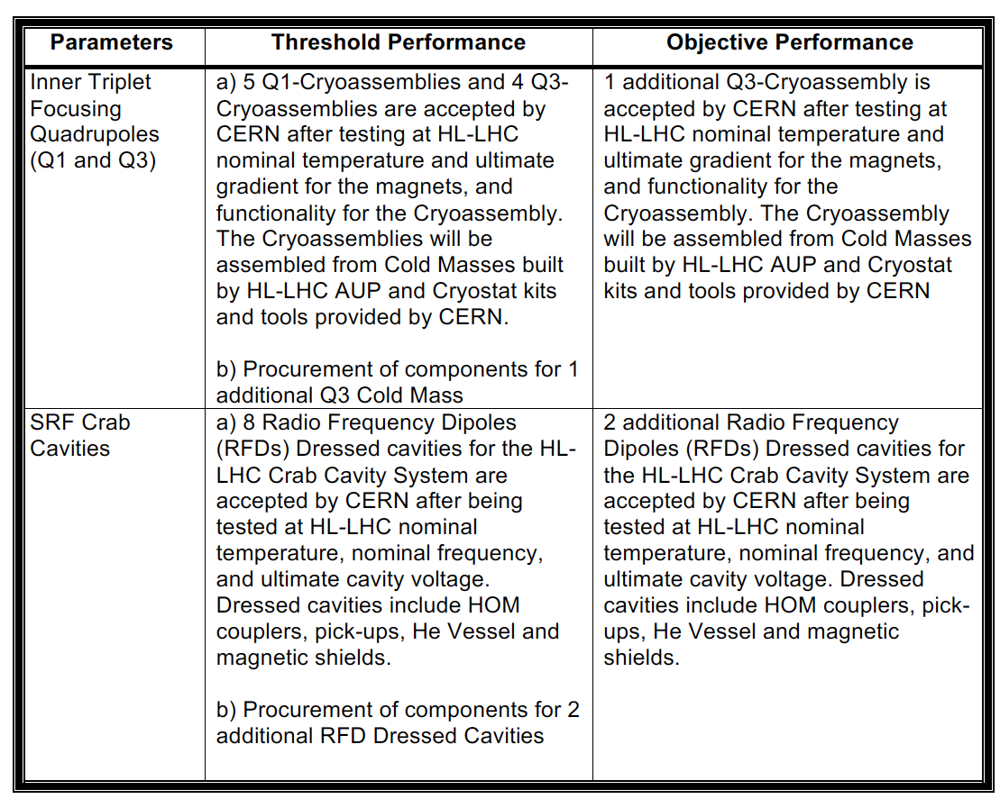 Parameters
Threshold Performance
Objective Performance
Inner Triplet
Focusing
Quadrupoles
(Q1 and Q3)
a) 5 Q1-Cryoassemblies and 4 Q3-
Cryoassemblies are accepted by
CERN after testing at HL-LHC
nominal temperature and ultimate
gradient for the magnets, and
functionality for the Cryoassembly.
The Cryoassemblies will be
assembled from Cold Masses built
by HL-LHC AUP and Cryostat kits
and tools provided by CERN.
b) Procurement of components for 1
additional Q3 Cold Mass
1 additional Q3-Cryoassembly is
accepted by CERN after testing at
HL-LHC nominal temperature and
ultimate gradient for the magnets,
and functionality for the
Cryoassembly. The Cryoassembly
will be assembled from Cold Masses
built by HL-LHC AUP and Cryostat
kits and tools provided by CERN
SRF Crab
Cavities
a) 8 Radio Frequency Dipoles
(RFDs) Dressed cavities for the HL-
LHC Crab Cavity System are
accepted by CERN after being
tested at HL-LHC nominal
temperature, nominal frequency,
and ultimate cavity voltage.
Dressed cavities include HOM
couplers, pick-ups, He Vessel and
magnetic shields.
b) Procurement of components for 2
additional RFD Dressed Cavities
2 additional Radio Frequency
Dipoles (RFDs) Dressed cavities for
the HL-LHC Crab Cavity System are
accepted by CERN after being
tested at HL-LHC nominal
temperature, nominal frequency, and
ultimate cavity voltage. Dressed
cavities include HOM couplers, pick-
ups, He Vessel and magnetic
shields.